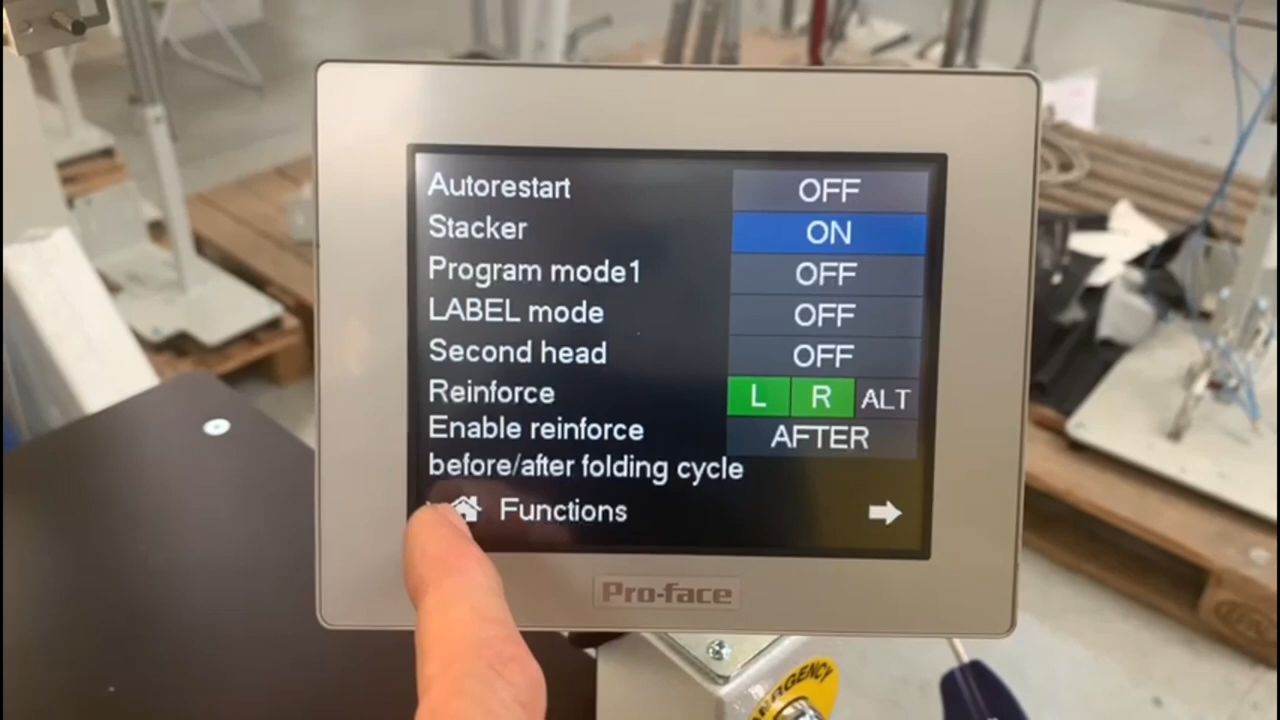 Autorestart OFF
Stacker ON
Program mode1 OFF
LABEL mode OFF
Second head OFF
Reinforce L R ALT
Enable reinforce AFTER
before/after folding cycle
Functions
Pro-face
EMERGENCY